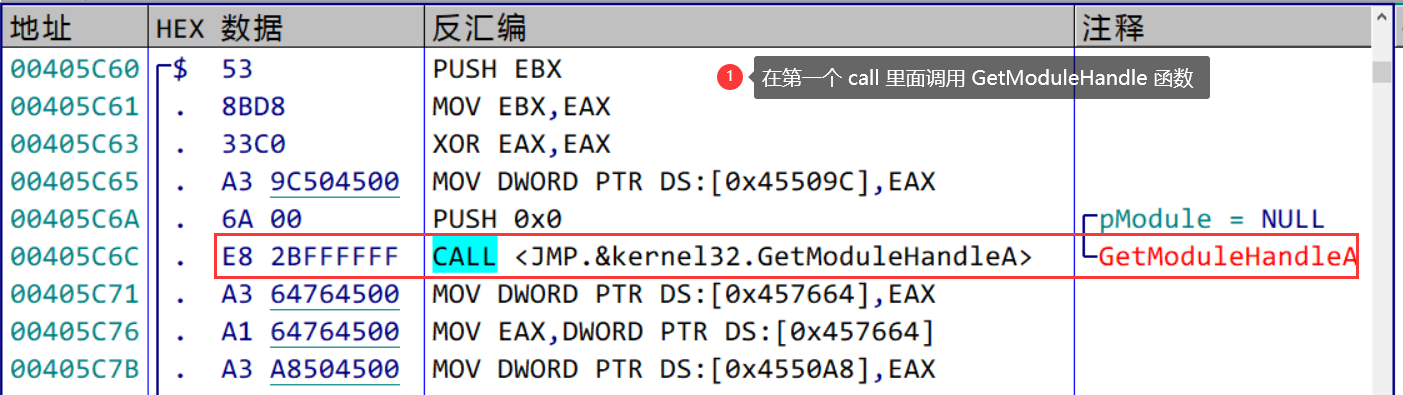 地址 HEX 数据 反汇编 注释
00405C60 $ 53 PUSH EBX
1 在第一个 call 里面调用 GetModuleHandle 函数
00405C61 . 8BD8 MOV EBX,EAX
00405C63 . 33C0 XOR EAX,EAX
00405C65 . A3 9C504500 MOV DWORD PTR DS:[0x45509C],EAX
00405C6A . 6A 00 PUSH 0x0 pModule = NULL
00405C6C . E8 2BFFFFFF CALL <JMP.&kernel32.GetModuleHandleA> GetModuleHandleA
00405C71 . A3 64764500 MOV DWORD PTR DS:[0x457664],EAX
00405C76 . A1 64764500 MOV EAX,DWORD PTR DS:[0x457664]
00405C7B . A3 A8504500 MOV DWORD PTR DS:[0x4550A8],EAX